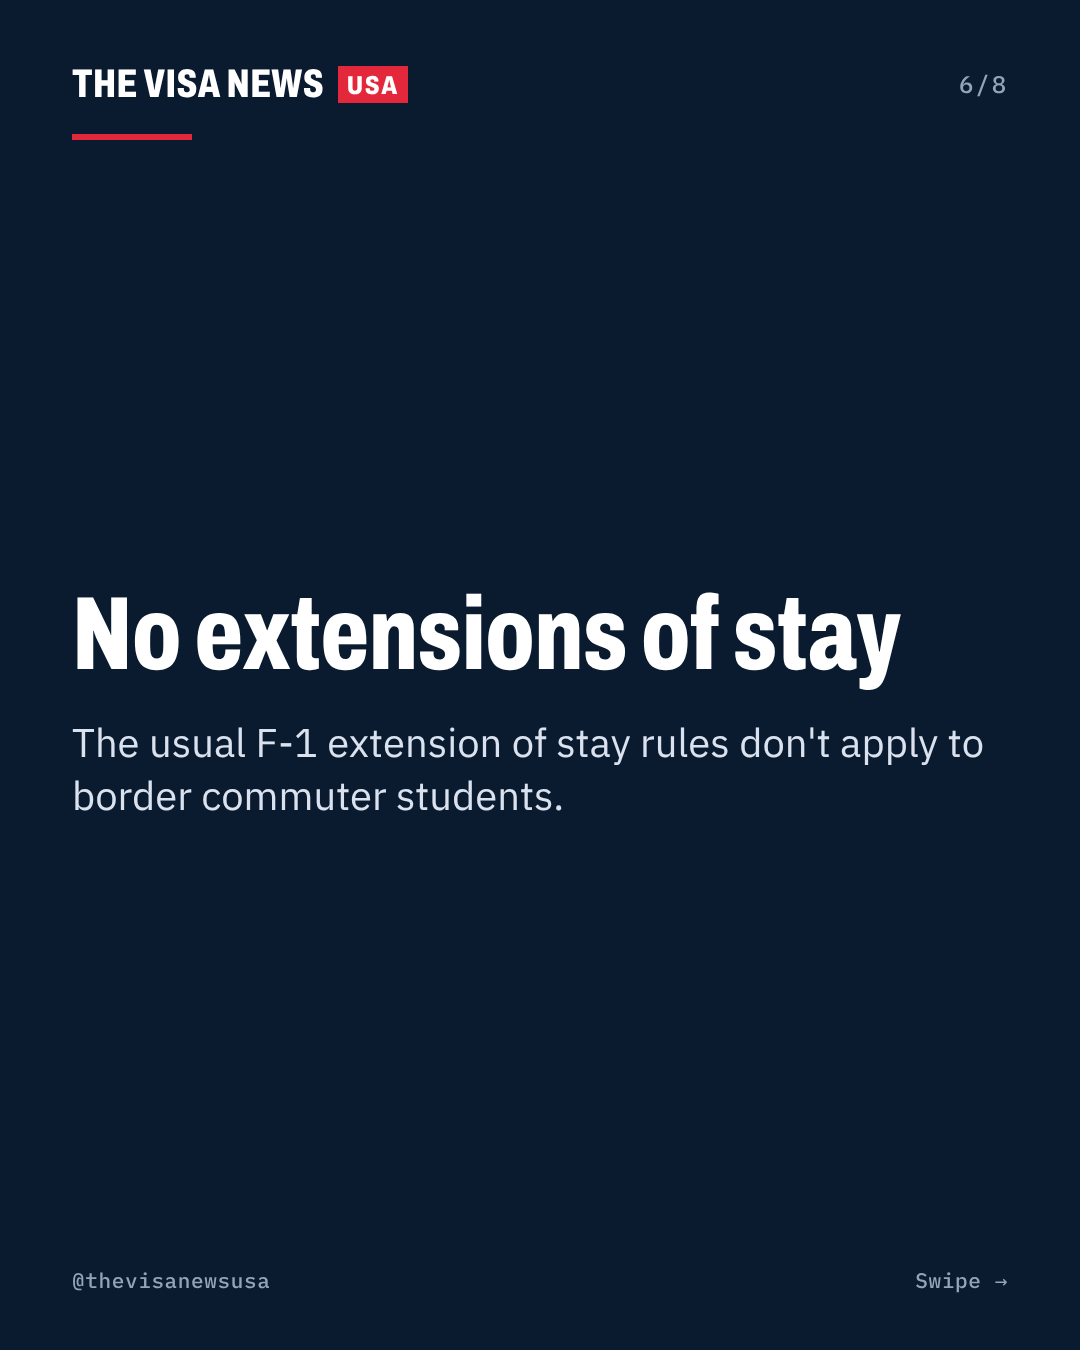 THE VISA NEWS USA
6/8
No extensions of stay
The usual F-1 extension of stay rules don't apply to
border commuter students.
@thevisanewsusa
Swipe →